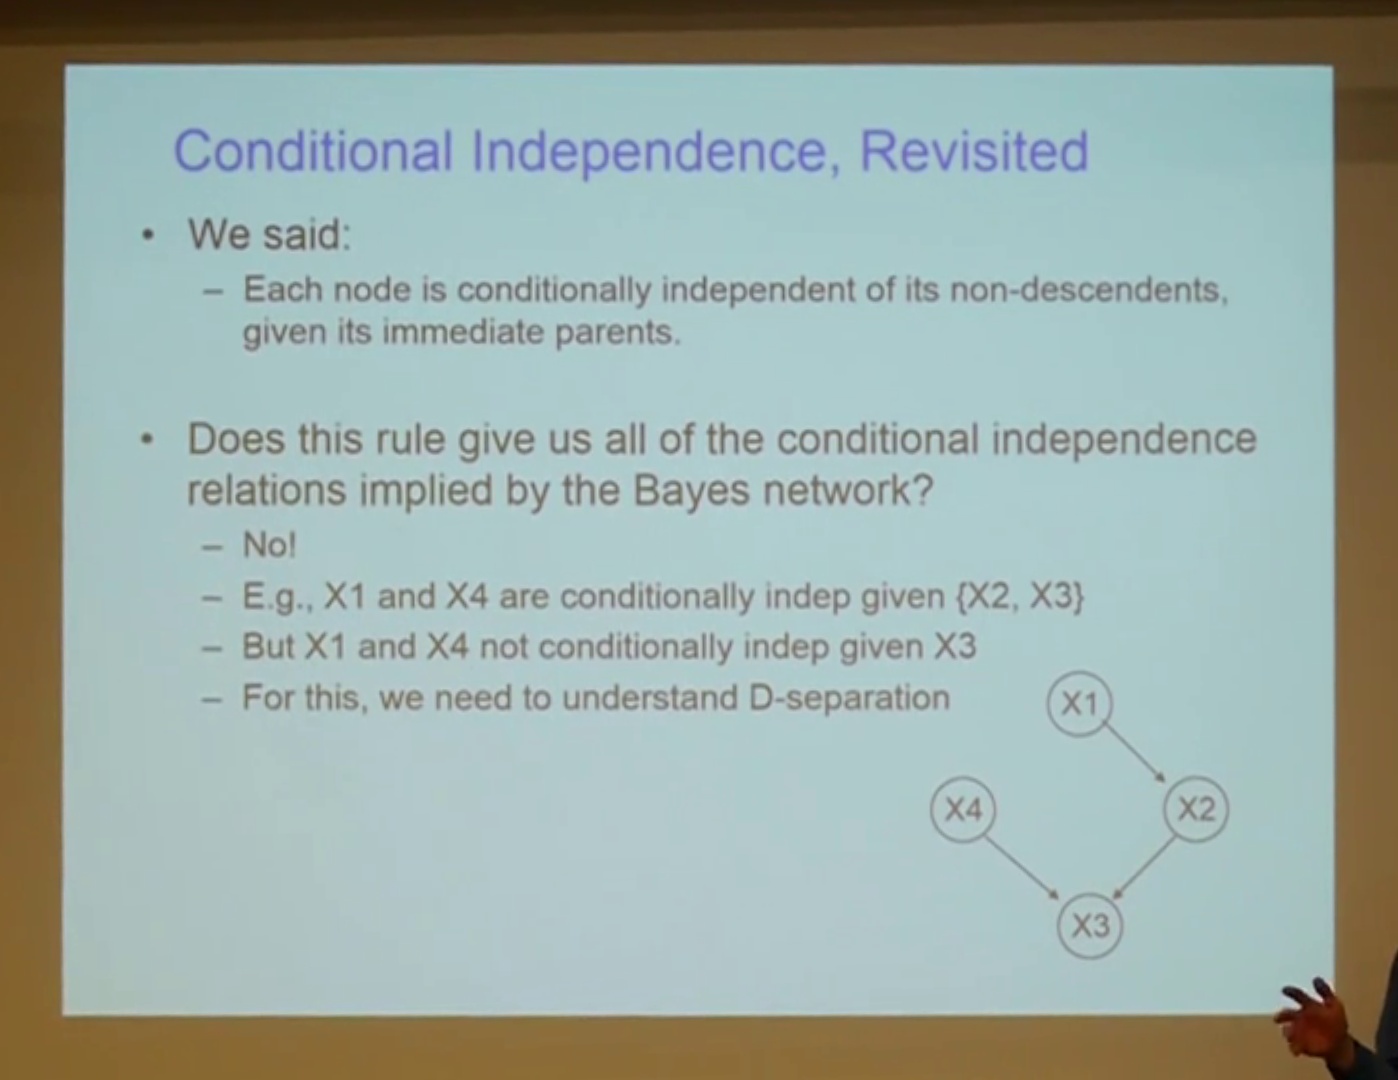 Conditional Independence, Revisited
• We said:
– Each node is conditionally independent of its non-descendents,
given its immediate parents.
• Does this rule give us all of the conditional independence
relations implied by the Bayes network?
– No!
– E.g., X1 and X4 are conditionally indep given {X2, X3}
– But X1 and X4 not conditionally indep given X3
– For this, we need to understand D-separation
X1
X4
X2
X3